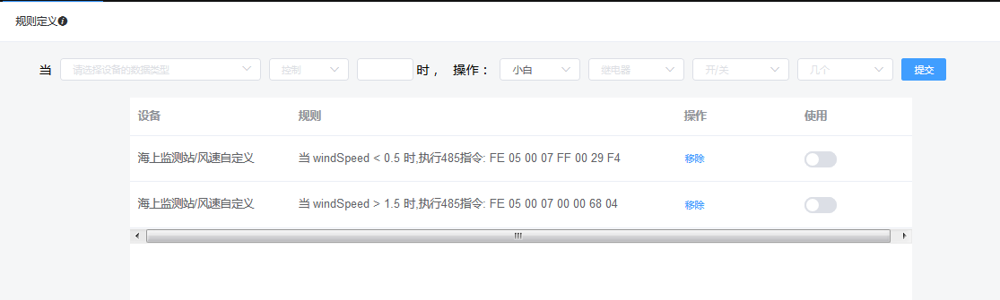 规则定义
当 请选择设备的数据类型 控制 时， 操作： 小白 继电器 开/关 几个 提交
设备 规则 操作 使用
海上监测站/风速自定义 当 windSpeed < 0.5 时,执行485指令: FE 05 00 07 FF 00 29 F4 移除
海上监测站/风速自定义 当 windSpeed > 1.5 时,执行485指令: FE 05 00 07 00 00 68 04 移除